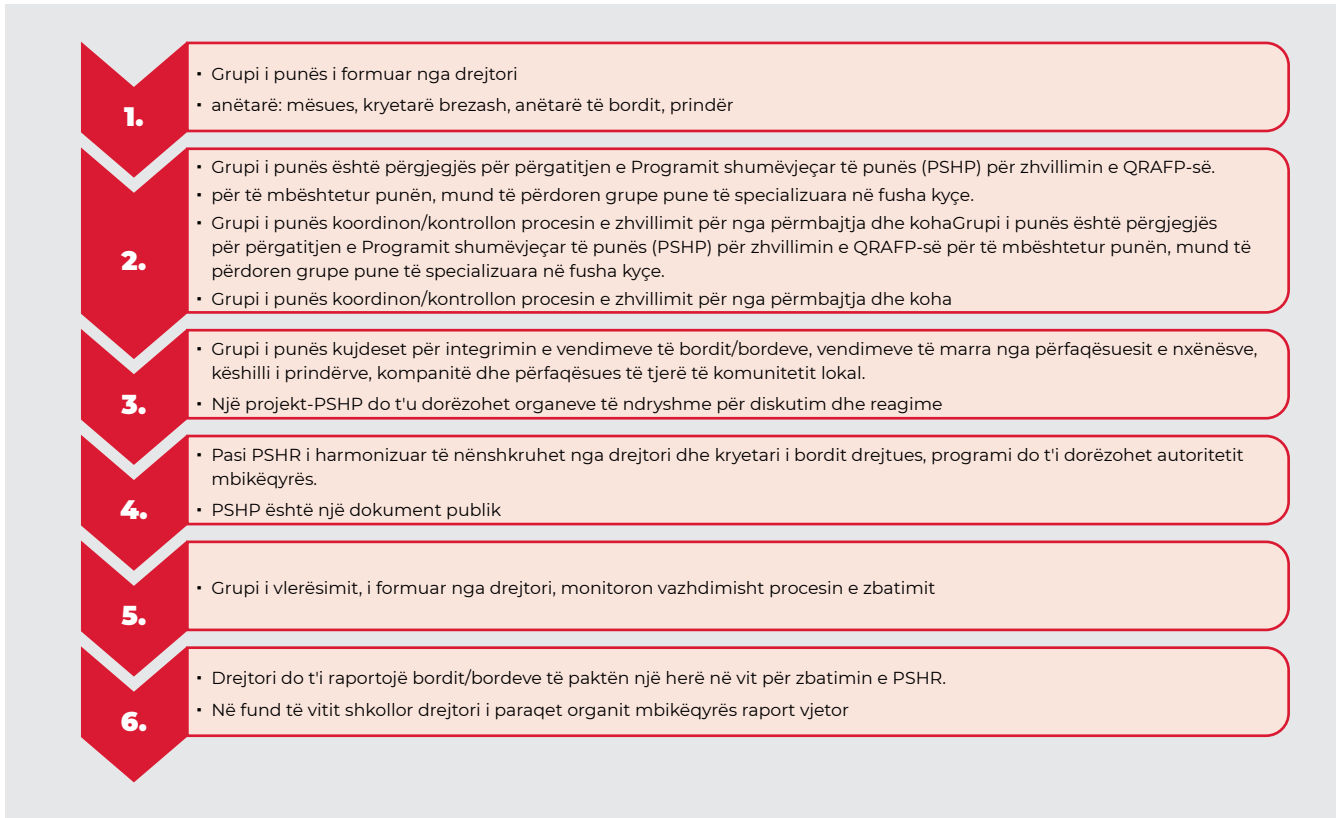 1.
▪ Grupi i punës i formuar nga drejtori
▪ anëtarë: mësues, kryetarë brezash, anëtarë të bordit, prindër
2.
▪ Grupi i punës është përgjegjës për përgatitjen e Programit shumëvjeçar të punës (PSHP) për zhvillimin e QRAFP-së.
▪ për të mbështetur punën, mund të përdoren grupe pune të specializuara në fusha kyçe.
▪ Grupi i punës koordinon/kontrollon procesin e zhvillimit për nga përmbajtja dhe kohaGrupi i punës është përgjegjës
për përgatitjen e Programit shumëvjeçar të punës (PSHP) për zhvillimin e QRAFP-së për të mbështetur punën, mund të
përdoren grupe pune të specializuara në fusha kyçe.
▪ Grupi i punës koordinon/kontrollon procesin e zhvillimit për nga përmbajtja dhe koha
3.
▪ Grupi i punës kujdeset për integrimin e vendimeve të bordit/bordeve, vendimeve të marra nga përfaqësuesit e nxënësve,
këshilli i prindërve, kompanitë dhe përfaqësues të tjerë të komunitetit lokal.
▪ Një projekt-PSHP do t'u dorëzohet organeve të ndryshme për diskutim dhe reagime
4.
▪ Pasi PSHR i harmonizuar të nënshkruhet nga drejtori dhe kryetari i bordit drejtues, programi do t'i dorëzohet autoritetit
mbikëqyrës.
▪ PSHP është një dokument publik
5.
▪ Grupi i vlerësimit, i formuar nga drejtori, monitoron vazhdimisht procesin e zbatimit
6.
▪ Drejtori do t'i raportojë bordit/bordeve të paktën një herë në vit për zbatimin e PSHR.
▪ Në fund të vitit shkollor drejtori i paraqet organit mbikëqyrës raport vjetor